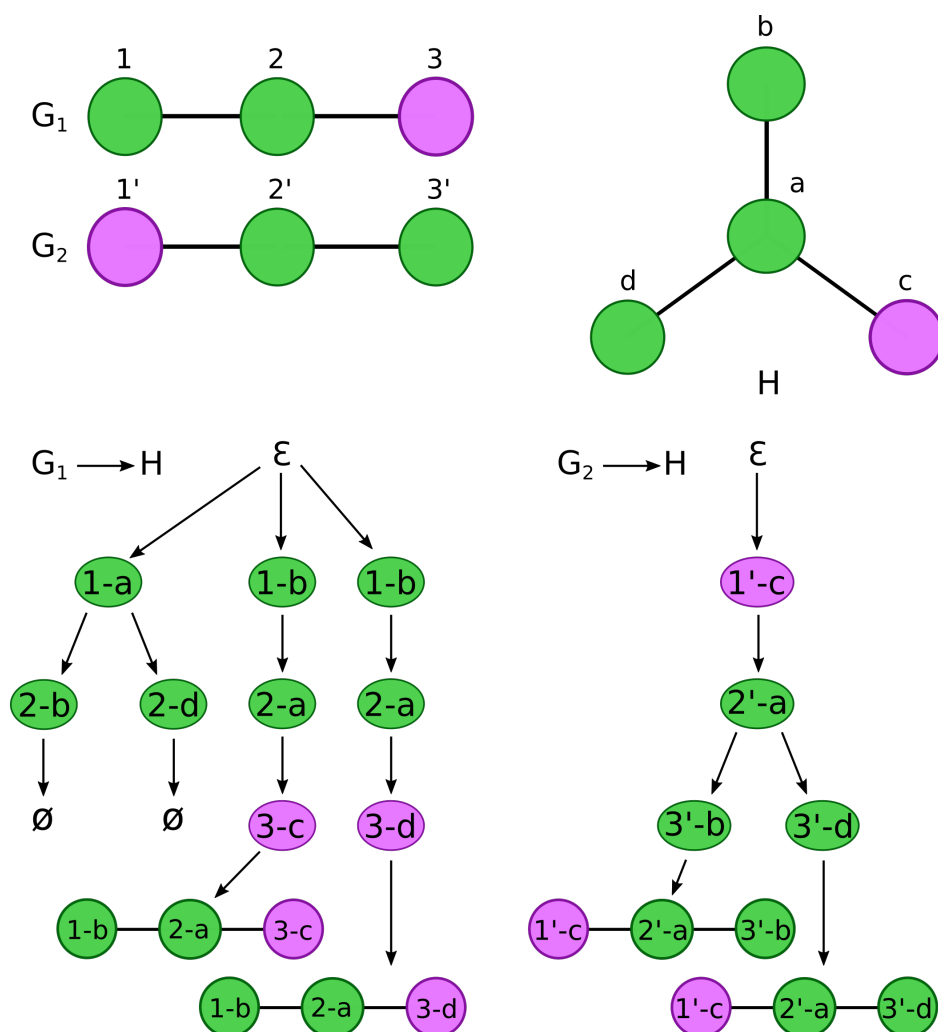 b
1 2 3
G₁
a
1' 2' 3'
G₂
d c
H
G₁ H ε
G₂ H ε
1-a 1-b 1-b
1'-c
2-b 2-d 2-a 2-a
2'-a
ø ø 3-c 3-d
3'-b 3'-d
1-b 2-a 3-c
1'-c 2'-a 3'-b
1-b 2-a 3-d
1'-c 2'-a 3'-d